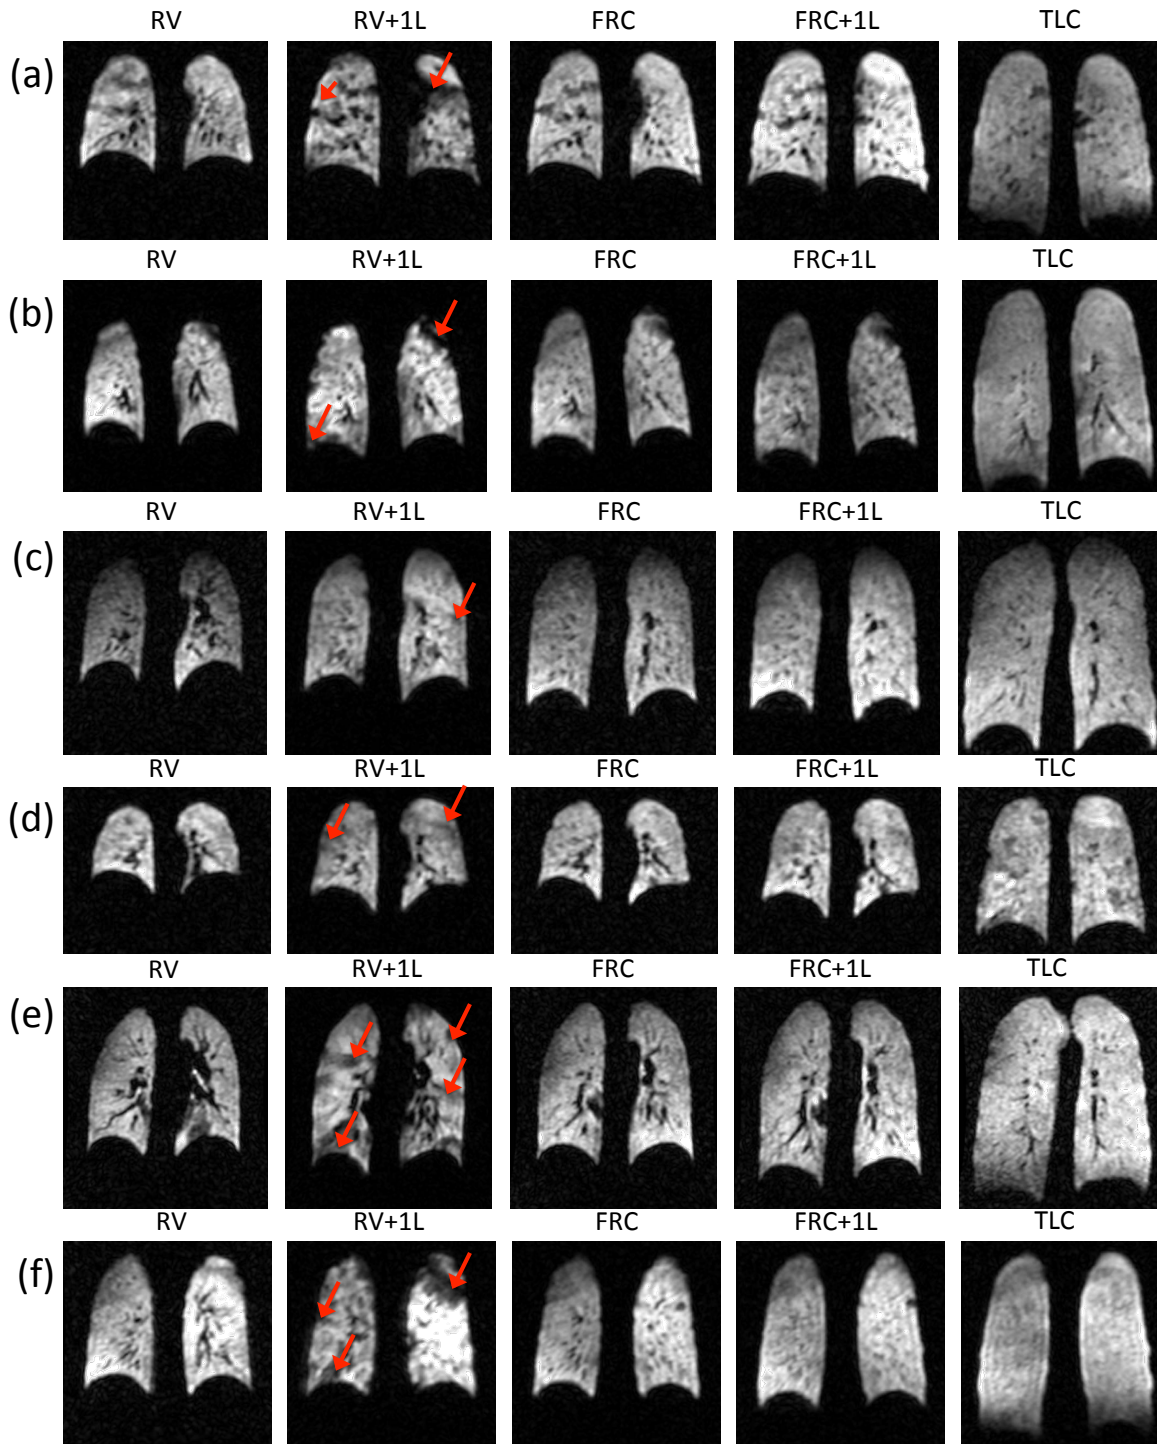 RV RV+1L FRC FRC+1L TLC
(a)
RV RV+1L FRC FRC+1L TLC
(b)
RV RV+1L FRC FRC+1L TLC
(c)
RV RV+1L FRC FRC+1L TLC
(d)
RV RV+1L FRC FRC+1L TLC
(e)
RV RV+1L FRC FRC+1L TLC
(f)